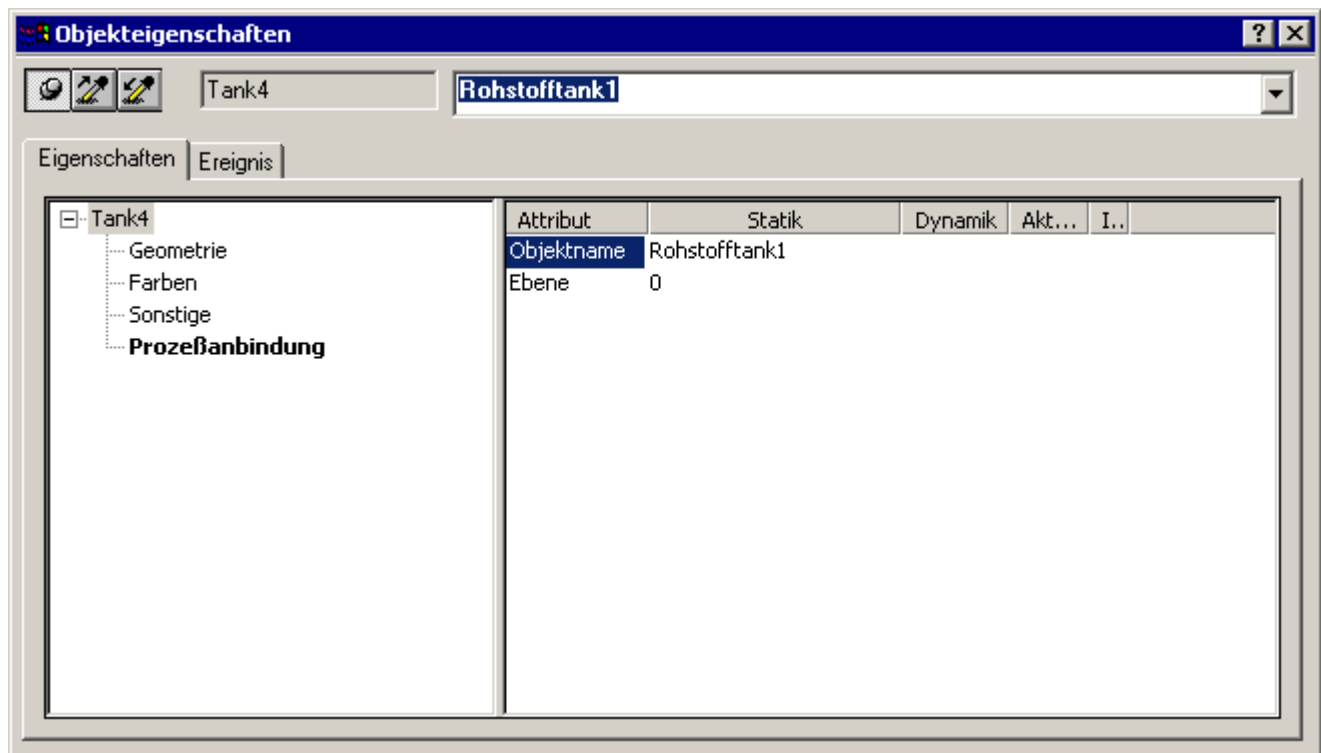 Objekteigenschaften
Tank4 Rohstofftank1
Eigenschaften Ereignis
Tank4
Geometrie
Farben
Sonstige
Prozeßanbindung
Attribut Statik Dynamik Akt... I..
Objektname Rohstofftank1
Ebene 0